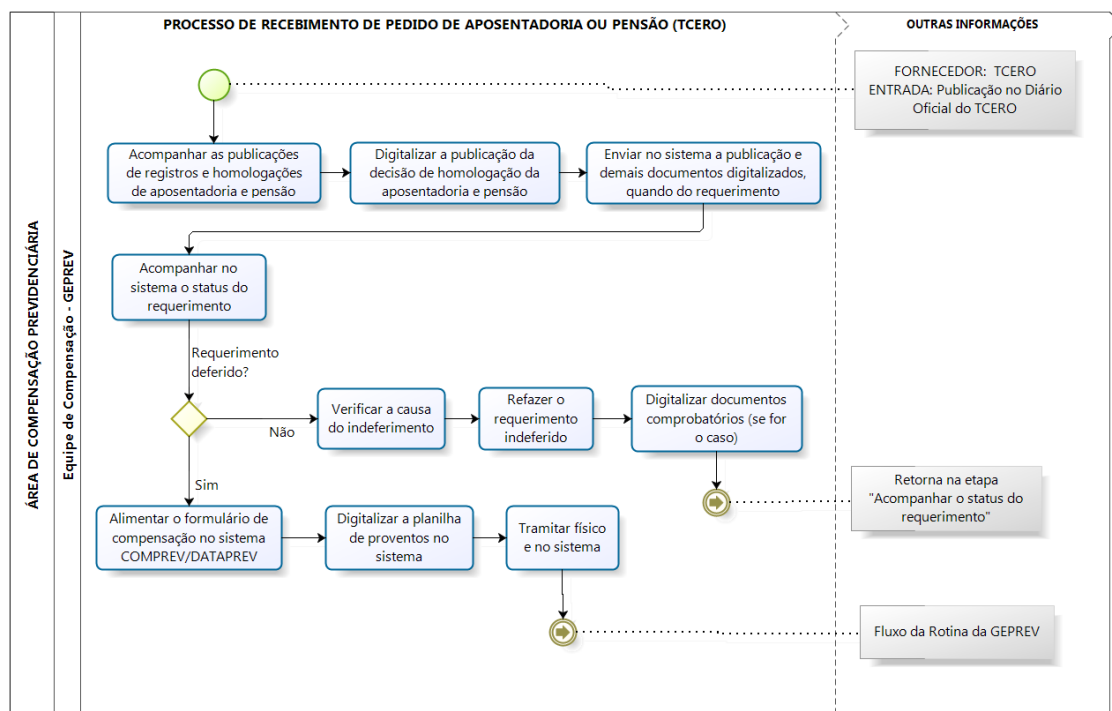 PROCESSO DE RECEBIMENTO DE PEDIDO DE APOSENTADORIA OU PENSÃO (TCERO)
OUTRAS INFORMAÇÕES
ÁREA DE COMPENSAÇÃO PREVIDENCIÁRIA
Equipe de Compensação - GEPREV
FORNECEDOR: TCERO
ENTRADA: Publicação no Diário
Oficial do TCERO
Acompanhar as publicações
de registros e homologações
de aposentadoria e pensão
Digitalizar a publicação da
decisão de homologação da
aposentadoria e pensão
Enviar no sistema a publicação e
demais documentos digitalizados,
quando do requerimento
Acompanhar no
sistema o status do
requerimento
Requerimento
deferido?
Não
Verificar a causa
do indeferimento
Refazer o
requerimento
indeferido
Digitalizar documentos
comprobatórios (se for
o caso)
Retorna na etapa
"Acompanhar o status do
requerimento"
Sim
Alimentar o formulário de
compensação no sistema
COMPREV/DATAPREV
Digitalizar a planilha
de proventos no
sistema
Tramitar físico
e no sistema
Fluxo da Rotina da GEPREV